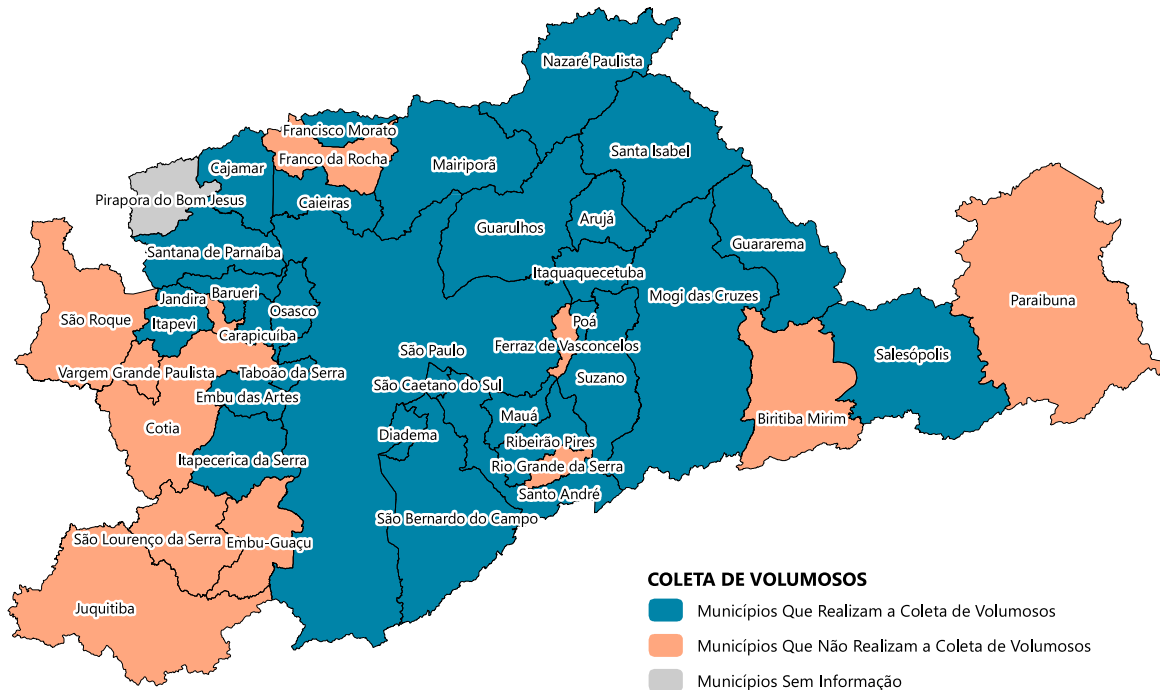 Nazaré Paulista
Francisco Morato
Franco da Rocha
Mairiporã
Santa Isabel
Cajamar
Pirapora do Bom Jesus
Caieiras
Arujá
Guarulhos
Guararema
Santana de Parnaíba
Itaquaquecetuba
Mogi das Cruzes
Barueri
Jandira
Osasco
Paraibuna
São Roque
Itapevi
Carapicuíba
Poá
Ferraz de Vasconcelos
São Paulo
Salesópolis
Vargem Grande Paulista
Taboão da Serra
Suzano
São Caetano do Sul
Embu das Artes
Mauá
Biritiba Mirim
Cotia
Diadema
Ribeirão Pires
Itapecerica da Serra
Rio Grande da Serra
Santo André
São Bernardo do Campo
São Lourenço da Serra
Embu-Guaçu
Juquitiba
COLETA DE VOLUMOSOS
Municípios Que Realizam a Coleta de Volumosos
Municípios Que Não Realizam a Coleta de Volumosos
Municípios Sem Informação